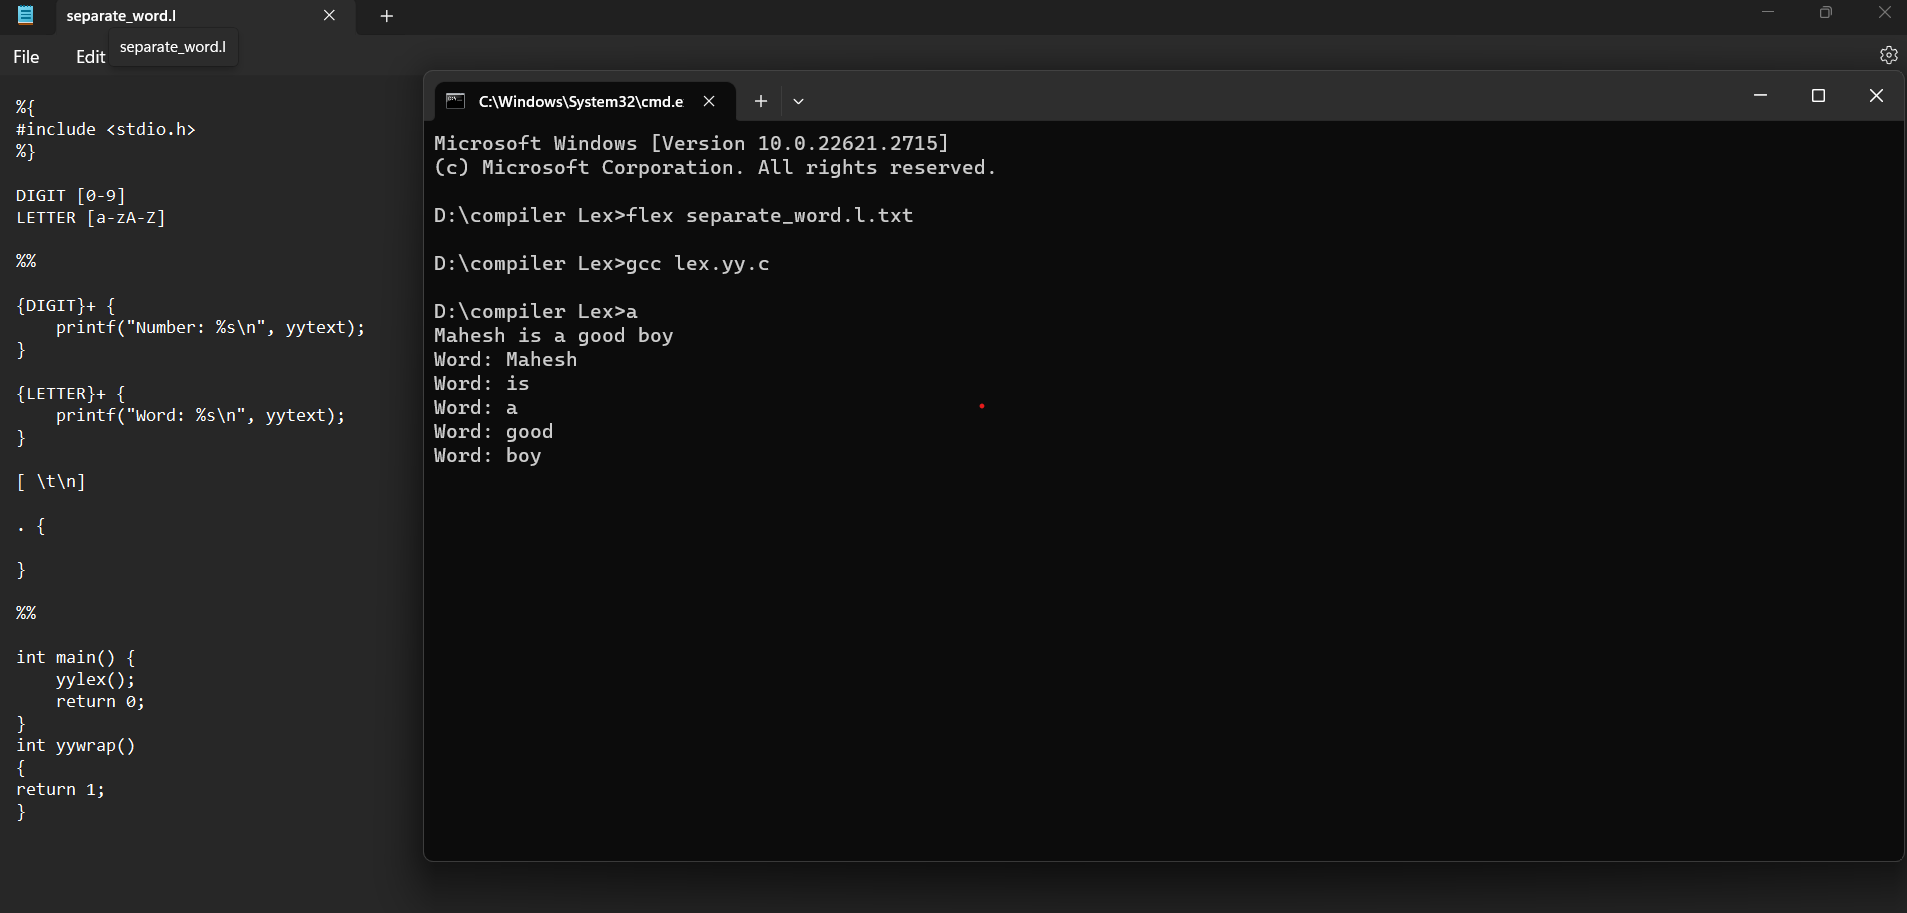 separate_word.l
File Edit
separate_word.l
%{
#include <stdio.h>
%}
DIGIT [0-9]
LETTER [a-zA-Z]
%%
{DIGIT}+ {
    printf("Number: %s\n", yytext);
}
{LETTER}+ {
    printf("Word: %s\n", yytext);
}
[ \t\n]
. {
}
%%
int main() {
    yylex();
    return 0;
}
int yywrap()
{
return 1;
}
C:\Windows\System32\cmd.e
Microsoft Windows [Version 10.0.22621.2715]
(c) Microsoft Corporation. All rights reserved.
D:\compiler Lex>flex separate_word.l.txt
D:\compiler Lex>gcc lex.yy.c
D:\compiler Lex>a
Mahesh is a good boy
Word: Mahesh
Word: is
Word: a
Word: good
Word: boy